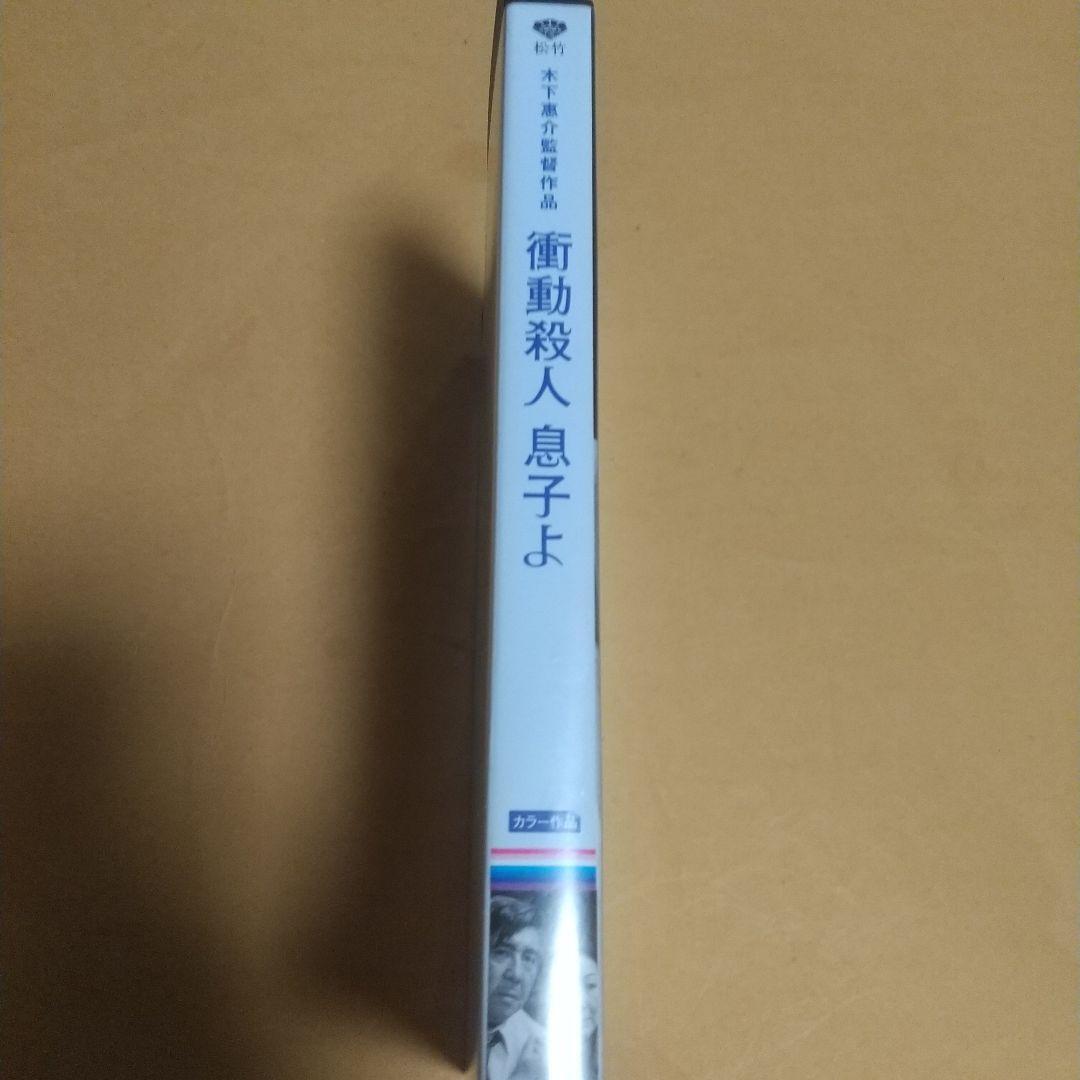 松竹
木下惠介監督作品
衝動殺人 息子よ
カラー作品